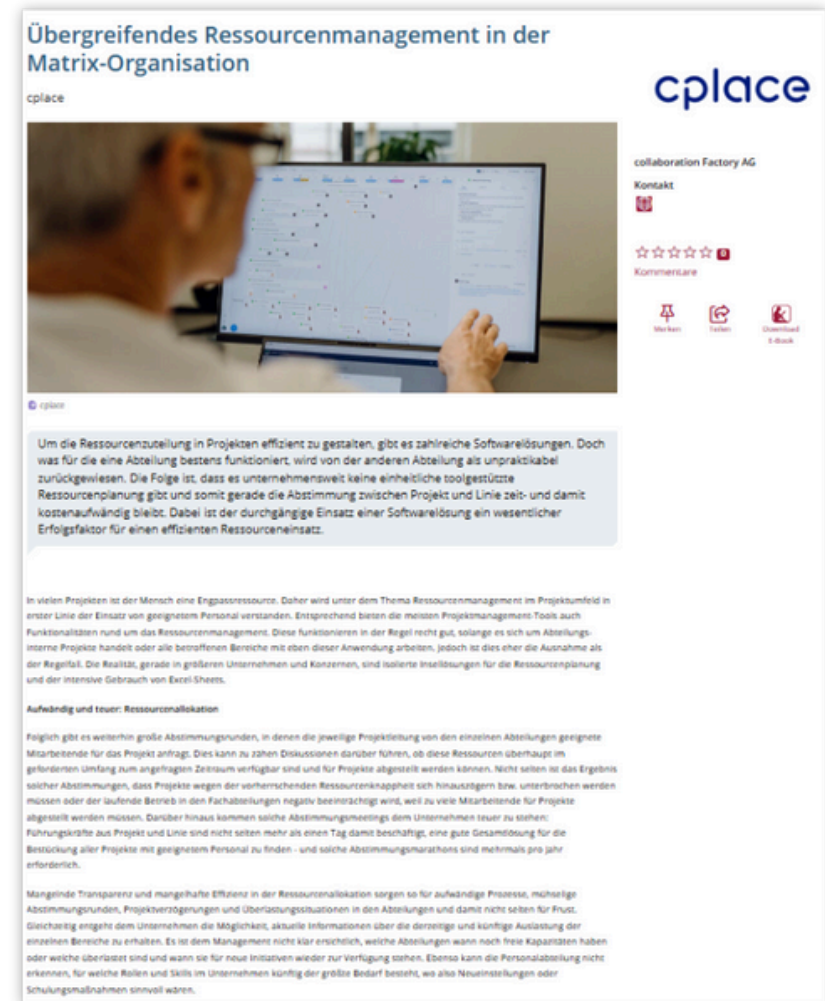 Übergreifendes Ressourcenmanagement in der
Matrix-Organisation
cplace
cplace
collaboration Factory AG
Kontakt
0
Kommentare
Merken
Teilen
Download
E-Book
cplace
Um die Ressourcenzuteilung in Projekten effizient zu gestalten, gibt es zahlreiche Softwarelösungen. Doch
was für die eine Abteilung bestens funktioniert, wird von der anderen Abteilung als unpraktikabel
zurückgewiesen. Die Folge ist, dass es unternehmensweit keine einheitliche toolgestützte
Ressourcenplanung gibt und somit gerade die Abstimmung zwischen Projekt und Linie zeit- und damit
kostenaufwändig bleibt. Dabei ist der durchgängige Einsatz einer Softwarelösung ein wesentlicher
Erfolgsfaktor für einen effizienten Ressourceneinsatz.
In vielen Projekten ist der Mensch eine Engpassressource. Daher wird unter dem Thema Ressourcenmanagement im Projektumfeld in
erster Linie der Einsatz von geeignetem Personal verstanden. Entsprechend bieten die meisten Projektmanagement-Tools auch
Funktionalitäten rund um das Ressourcenmanagement. Diese funktionieren in der Regel recht gut, solange es sich um Abteilungs-
interne Projekte handelt oder alle betroffenen Bereiche mit eben dieser Anwendung arbeiten. Jedoch ist dies eher die Ausnahme als
der Regelfall. Die Realität, gerade in größeren Unternehmen und Konzernen, sind isolierte Insellösungen für die Ressourcenplanung
und der intensive Gebrauch von Excel-Sheets.
Aufwändig und teuer: Ressourcenallokation
Folglich gibt es weiterhin große Abstimmungsrunden, in denen die jeweilige Projektleitung von den einzelnen Abteilungen geeignete
Mitarbeitende für das Projekt anfragt. Dies kann zu zähen Diskussionen darüber führen, ob diese Ressourcen überhaupt im
geforderten Umfang zum angefragten Zeitraum verfügbar sind und für Projekte abgestellt werden können. Nicht selten ist das Ergebnis
solcher Abstimmungen, dass Projekte wegen der vorherrschenden Ressourcenknappheit sich hinauszögern bzw. unterbrochen werden
müssen oder der laufende Betrieb in den Fachabteilungen negativ beeinträchtigt wird, weil zu viele Mitarbeitende für Projekte
abgestellt werden müssen. Darüber hinaus kommen solche Abstimmungsmeetings dem Unternehmen teuer zu stehen:
Führungskräfte aus Projekt und Linie sind nicht selten mehr als einen Tag damit beschäftigt, eine gute Gesamtlösung für die
Bestückung aller Projekte mit geeignetem Personal zu finden - und solche Abstimmungsmarathons sind mehrmals pro Jahr
erforderlich.
Mangelnde Transparenz und mangelhafte Effizienz in der Ressourcenallokation sorgen so für aufwändige Prozesse, mühselige
Abstimmungsrunden, Projektverzögerungen und Überlastungssituationen in den Abteilungen und damit nicht selten für Frust.
Gleichzeitig entgeht dem Unternehmen die Möglichkeit, aktuelle Informationen über die derzeitige und künftige Auslastung der
einzelnen Bereiche zu erhalten. Es ist dem Management nicht klar ersichtlich, welche Abteilungen wann noch freie Kapazitäten haben
oder welche überlastet sind und wann sie für neue Initiativen wieder zur Verfügung stehen. Ebenso kann die Personalabteilung nicht
erkennen, für welche Rollen und Skills im Unternehmen künftig der größte Bedarf besteht, wo also Neueinstellungen oder
Schulungsmaßnahmen sinnvoll wären.